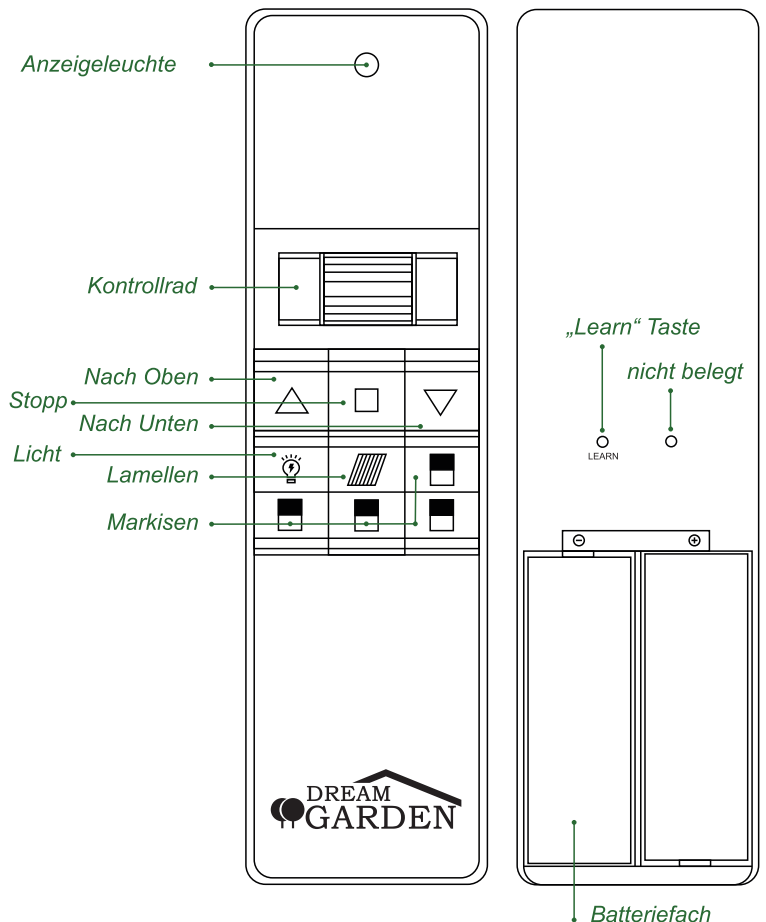 Anzeigeleuchte
Kontrollrad
Nach Oben
Stopp
Nach Unten
Licht
Lamellen
Markisen
DREAM
GARDEN
„Learn“ Taste
nicht belegt
LEARN
Batteriefach